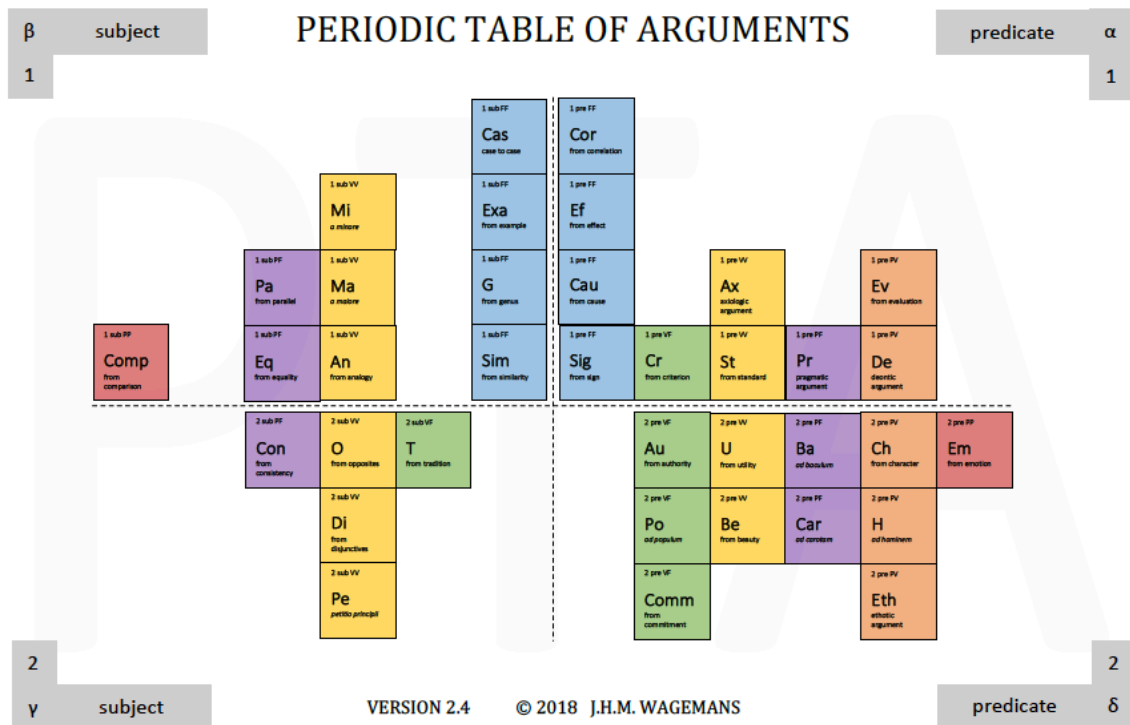 PERIODIC TABLE OF ARGUMENTS
β subject
1
predicate α
1
1 sub FF
Cas
case to case
1 pre FF
Cor
from correlation
1 sub VV
Mi
a minore
1 sub FF
Exa
from example
1 pre FF
Ef
from effect
1 sub PF
Pa
from parallel
1 sub VV
Ma
a maiore
1 sub FF
G
from genus
1 pre FF
Cau
from cause
1 pre VV
Ax
axiologic
argument
1 pre PV
Ev
from evaluation
1 sub PP
Comp
from
comparison
1 sub PF
Eq
from equality
1 sub VV
An
from analogy
1 sub FF
Sim
from similarity
1 pre FF
Sig
from sign
1 pre VF
Cr
from criterion
1 pre VV
St
from standard
1 pre PF
Pr
pragmatic
argument
1 pre PV
De
deontic
argument
2 sub PF
Con
from
consistency
2 sub VV
O
from opposites
2 sub VF
T
from tradition
2 pre VF
Au
from authority
2 pre VV
U
from utility
2 pre PF
Ba
ad baculum
2 pre PV
Ch
from character
2 pre PP
Em
from emotion
2 sub VV
Di
from
disjunctives
2 pre VF
Po
ad populum
2 pre VV
Be
from beauty
2 pre PF
Car
ad carotam
2 pre PV
H
ad hominem
2 sub VV
Pe
petitio principii
2 pre VF
Comm
from
commitment
2 pre PV
Eth
ethotic
argument
2
γ subject
VERSION 2.4 © 2018 J.H.M. WAGEMANS
2
predicate δ
PTA